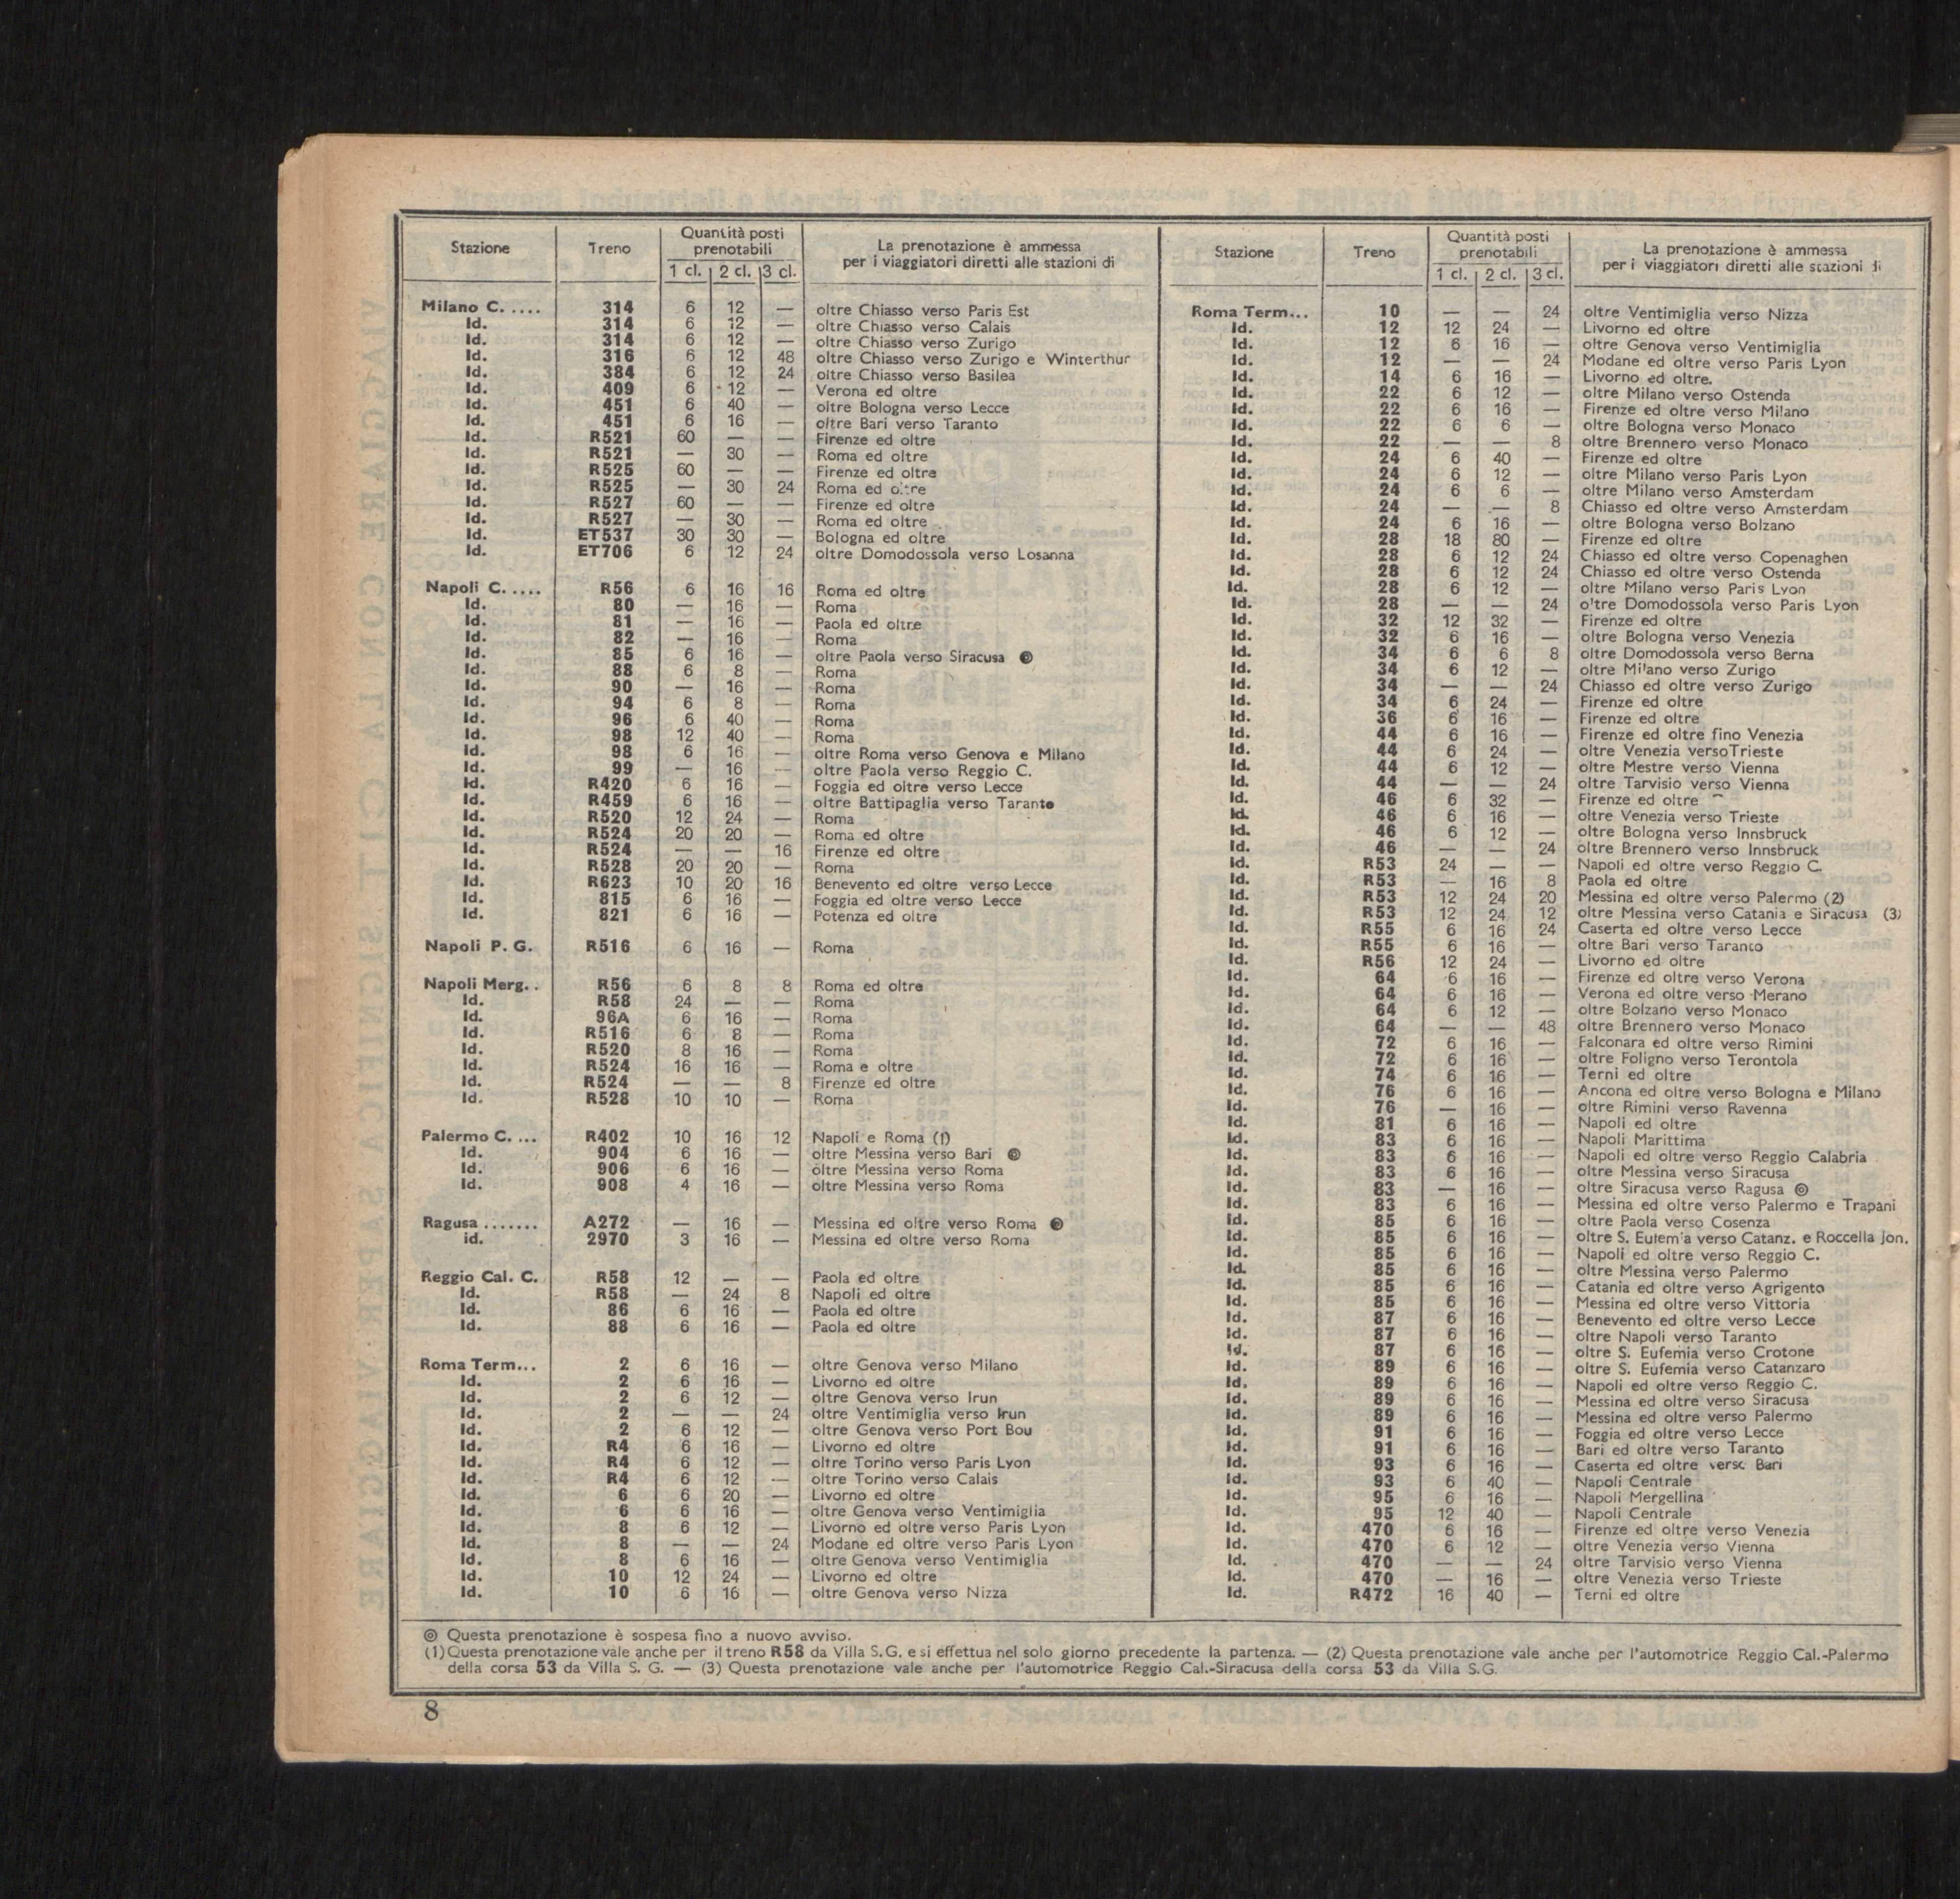 Stazione Treno Quantità posti prenotabili La prenotazione è ammessa per i viaggiatori diretti alle stazioni di
1 cl. 2 cl. 3 cl.
Milano C. .... 314 6 12 — oltre Chiasso verso Paris Est
Id. 314 6 12 — oltre Chiasso verso Calais
Id. 314 6 12 — oltre Chiasso verso Zurigo
Id. 316 6 12 48 oltre Chiasso verso Zurigo e Winterthur
Id. 384 6 12 24 oltre Chiasso verso Basilea
Id. 409 6 12 — Verona ed oltre
Id. 451 6 40 — oltre Bologna verso Lecce
Id. 451 6 16 — oltre Bari verso Taranto
Id. R521 60 — — Firenze ed oltre
Id. R521 — 30 — Roma ed oltre
Id. R525 60 — — Firenze ed oltre
Id. R525 — 30 24 Roma ed oltre
Id. R527 60 — — Firenze ed oltre
Id. R527 — 30 — Roma ed oltre
Id. ET537 30 30 — Bologna ed oltre
Id. ET706 6 12 24 oltre Domodossola verso Losanna
Napoli C. .... R56 6 16 16 Roma ed oltre
Id. 80 — 16 — Roma
Id. 81 — 16 — Paola ed oltre
Id. 82 — 16 — Roma
Id. 85 6 16 — oltre Paola verso Siracusa ◎
Id. 88 6 8 — Roma
Id. 90 — 16 — Roma
Id. 94 6 8 — Roma
Id. 96 6 40 — Roma
Id. 98 12 40 — Roma
Id. 98 6 16 — oltre Roma verso Genova e Milano
Id. 99 — 16 — oltre Paola verso Reggio C.
Id. R420 6 16 — Foggia ed oltre verso Lecce
Id. R459 6 16 — oltre Battipaglia verso Taranto
Id. R520 12 24 — Roma
Id. R524 20 20 — Roma ed oltre
Id. R524 — — 16 Firenze ed oltre
Id. R528 20 20 — Roma
Id. R623 10 20 16 Benevento ed oltre verso Lecce
Id. 815 6 16 — Foggia ed oltre verso Lecce
Id. 821 6 16 — Potenza ed oltre
Napoli P. G. R516 6 16 — Roma
Napoli Merg. . R56 6 8 8 Roma ed oltre
Id. R58 24 — — Roma
Id. 96A 6 16 — Roma
Id. R516 6 8 — Roma
Id. R520 8 16 — Roma
Id. R524 16 16 — Roma e oltre
Id. R524 — — 8 Firenze ed oltre
Id. R528 10 10 — Roma
Palermo C. ... R402 10 16 12 Napoli e Roma (1)
Id. 904 6 16 — oltre Messina verso Bari ◎
Id. 906 6 16 — oltre Messina verso Roma
Id. 908 4 16 — oltre Messina verso Roma
Ragusa ....... A272 — 16 — Messina ed oltre verso Roma ◎
id. 2970 3 16 — Messina ed oltre verso Roma
Reggio Cal. C. R58 12 — — Paola ed oltre
Id. R58 — 24 8 Napoli ed oltre
Id. 86 6 16 — Paola ed oltre
Id. 88 6 16 — Paola ed oltre
Roma Term... 2 6 16 — oltre Genova verso Milano
Id. 2 6 16 — Livorno ed oltre
Id. 2 6 12 — oltre Genova verso Irun
Id. 2 — — 24 oltre Ventimiglia verso Irun
Id. 2 6 12 — oltre Genova verso Port Bou
Id. R4 6 16 — Livorno ed oltre
Id. R4 6 12 — oltre Torino verso Paris Lyon
Id. R4 6 12 — oltre Torino verso Calais
Id. 6 6 20 — Livorno ed oltre
Id. 6 6 16 — oltre Genova verso Ventimiglia
Id. 8 6 12 — Livorno ed oltre verso Paris Lyon
Id. 8 — — 24 Modane ed oltre verso Paris Lyon
Id. 8 6 16 — oltre Genova verso Ventimiglia
Id. 10 12 24 — Livorno ed oltre
Id. 10 6 16 — oltre Genova verso Nizza
Stazione Treno Quantità posti prenotabili La prenotazione è ammessa per i viaggiatori diretti alle stazioni di
1 cl. 2 cl. 3 cl.
Roma Term... 10 — — 24 oltre Ventimiglia verso Nizza
Id. 12 12 24 — Livorno ed oltre
Id. 12 6 16 — oltre Genova verso Ventimiglia
Id. 12 — — 24 Modane ed oltre verso Paris Lyon
Id. 14 6 16 — Livorno ed oltre.
Id. 22 6 12 — oltre Milano verso Ostenda
Id. 22 6 16 — Firenze ed oltre verso Milano
Id. 22 6 6 — oltre Bologna verso Monaco
Id. 22 — — 8 oltre Brennero verso Monaco
Id. 24 6 40 — Firenze ed oltre
Id. 24 6 12 — oltre Milano verso Paris Lyon
Id. 24 6 6 — oltre Milano verso Amsterdam
Id. 24 — — 8 Chiasso ed oltre verso Amsterdam
Id. 24 6 16 — oltre Bologna verso Bolzano
Id. 28 18 80 — Firenze ed oltre
Id. 28 6 12 24 Chiasso ed oltre verso Copenaghen
Id. 28 6 12 24 Chiasso ed oltre verso Ostenda
Id. 28 6 12 — oltre Milano verso Paris Lyon
Id. 28 — — 24 o'tre Domodossola verso Paris Lyon
Id. 32 12 32 — Firenze ed oltre
Id. 32 6 16 — oltre Bologna verso Venezia
Id. 34 6 6 8 oltre Domodossola verso Berna
Id. 34 6 12 — oltre Milano verso Zurigo
Id. 34 — — 24 Chiasso ed oltre verso Zurigo
Id. 34 6 24 — Firenze ed oltre
Id. 36 6 16 — Firenze ed oltre
Id. 44 6 16 — Firenze ed oltre fino Venezia
Id. 44 6 24 — oltre Venezia versoTrieste
Id. 44 6 12 — oltre Mestre verso Vienna
Id. 44 — — 24 oltre Tarvisio verso Vienna
Id. 46 6 32 — Firenze ed oltre
Id. 46 6 16 — oltre Venezia verso Trieste
Id. 46 6 12 — oltre Bologna verso Innsbruck
Id. 46 — — 24 oltre Brennero verso Innsbruck
Id. R53 24 — — Napoli ed oltre verso Reggio C.
Id. R53 — 16 8 Paola ed oltre
Id. R53 12 24 20 Messina ed oltre verso Palermo (2)
Id. R53 12 24 12 oltre Messina verso Catania e Siracusa (3)
Id. R55 6 16 24 Caserta ed oltre verso Lecce
Id. R55 6 16 — oltre Bari verso Taranto
Id. R56 12 24 — Livorno ed oltre
Id. 64 6 16 — Firenze ed oltre verso Verona
Id. 64 6 16 — Verona ed oltre verso Merano
Id. 64 6 12 — oltre Bolzano verso Monaco
Id. 64 — — 48 oltre Brennero verso Monaco
Id. 72 6 16 — Falconara ed oltre verso Rimini
Id. 72 6 16 — oltre Foligno verso Terontola
Id. 74 6 16 — Terni ed oltre
Id. 76 6 16 — Ancona ed oltre verso Bologna e Milano
Id. 76 — 16 — oltre Rimini verso Ravenna
Id. 81 6 16 — Napoli ed oltre
Id. 83 6 16 — Napoli Marittima
Id. 83 6 16 — Napoli ed oltre verso Reggio Calabria
Id. 83 6 16 — oltre Messina verso Siracusa
Id. 83 — 16 — oltre Siracusa verso Ragusa ◎
Id. 83 6 16 — Messina ed oltre verso Palermo e Trapani
Id. 85 6 16 — oltre Paola verso Cosenza
Id. 85 6 16 — oltre S. Eufem'a verso Catanz. e Roccella Jon.
Id. 85 6 16 — Napoli ed oltre verso Reggio C.
Id. 85 6 16 — oltre Messina verso Palermo
Id. 85 6 16 — Catania ed oltre verso Agrigento
Id. 85 6 16 — Messina ed oltre verso Vittoria
Id. 87 6 16 — Benevento ed oltre verso Lecce
Id. 87 6 16 — oltre Napoli verso Taranto
Id. 87 6 16 — oltre S. Eufemia verso Crotone
Id. 89 6 16 — oltre S. Eufemia verso Catanzaro
Id. 89 6 16 — Napoli ed oltre verso Reggio C.
Id. 89 6 16 — Messina ed oltre verso Siracusa
Id. 89 6 16 — Messina ed oltre verso Palermo
Id. 91 6 16 — Foggia ed oltre verso Lecce
Id. 91 6 16 — Bari ed oltre verso Taranto
Id. 93 6 16 — Caserta ed oltre verso Bari
Id. 93 6 40 — Napoli Centrale
Id. 95 6 16 — Napoli Mergellina
Id. 95 12 40 — Napoli Centrale
Id. 470 6 16 — Firenze ed oltre verso Venezia
Id. 470 6 12 — oltre Venezia verso Vienna
Id. 470 — — 24 oltre Tarvisio verso Vienna
Id. 470 — 16 — oltre Venezia verso Trieste
Id. R472 16 40 — Terni ed oltre
◎ Questa prenotazione è sospesa fino a nuovo avviso.
(1) Questa prenotazione vale anche per il treno R58 da Villa S.G. e si effettua nel solo giorno precedente la partenza. — (2) Questa prenotazione vale anche per l'automotrice Reggio Cal.-Palermo
della corsa 53 da Villa S. G. — (3) Questa prenotazione vale anche per l'automotrice Reggio Cal.-Siracusa della corsa 53 da Villa S.G.
8